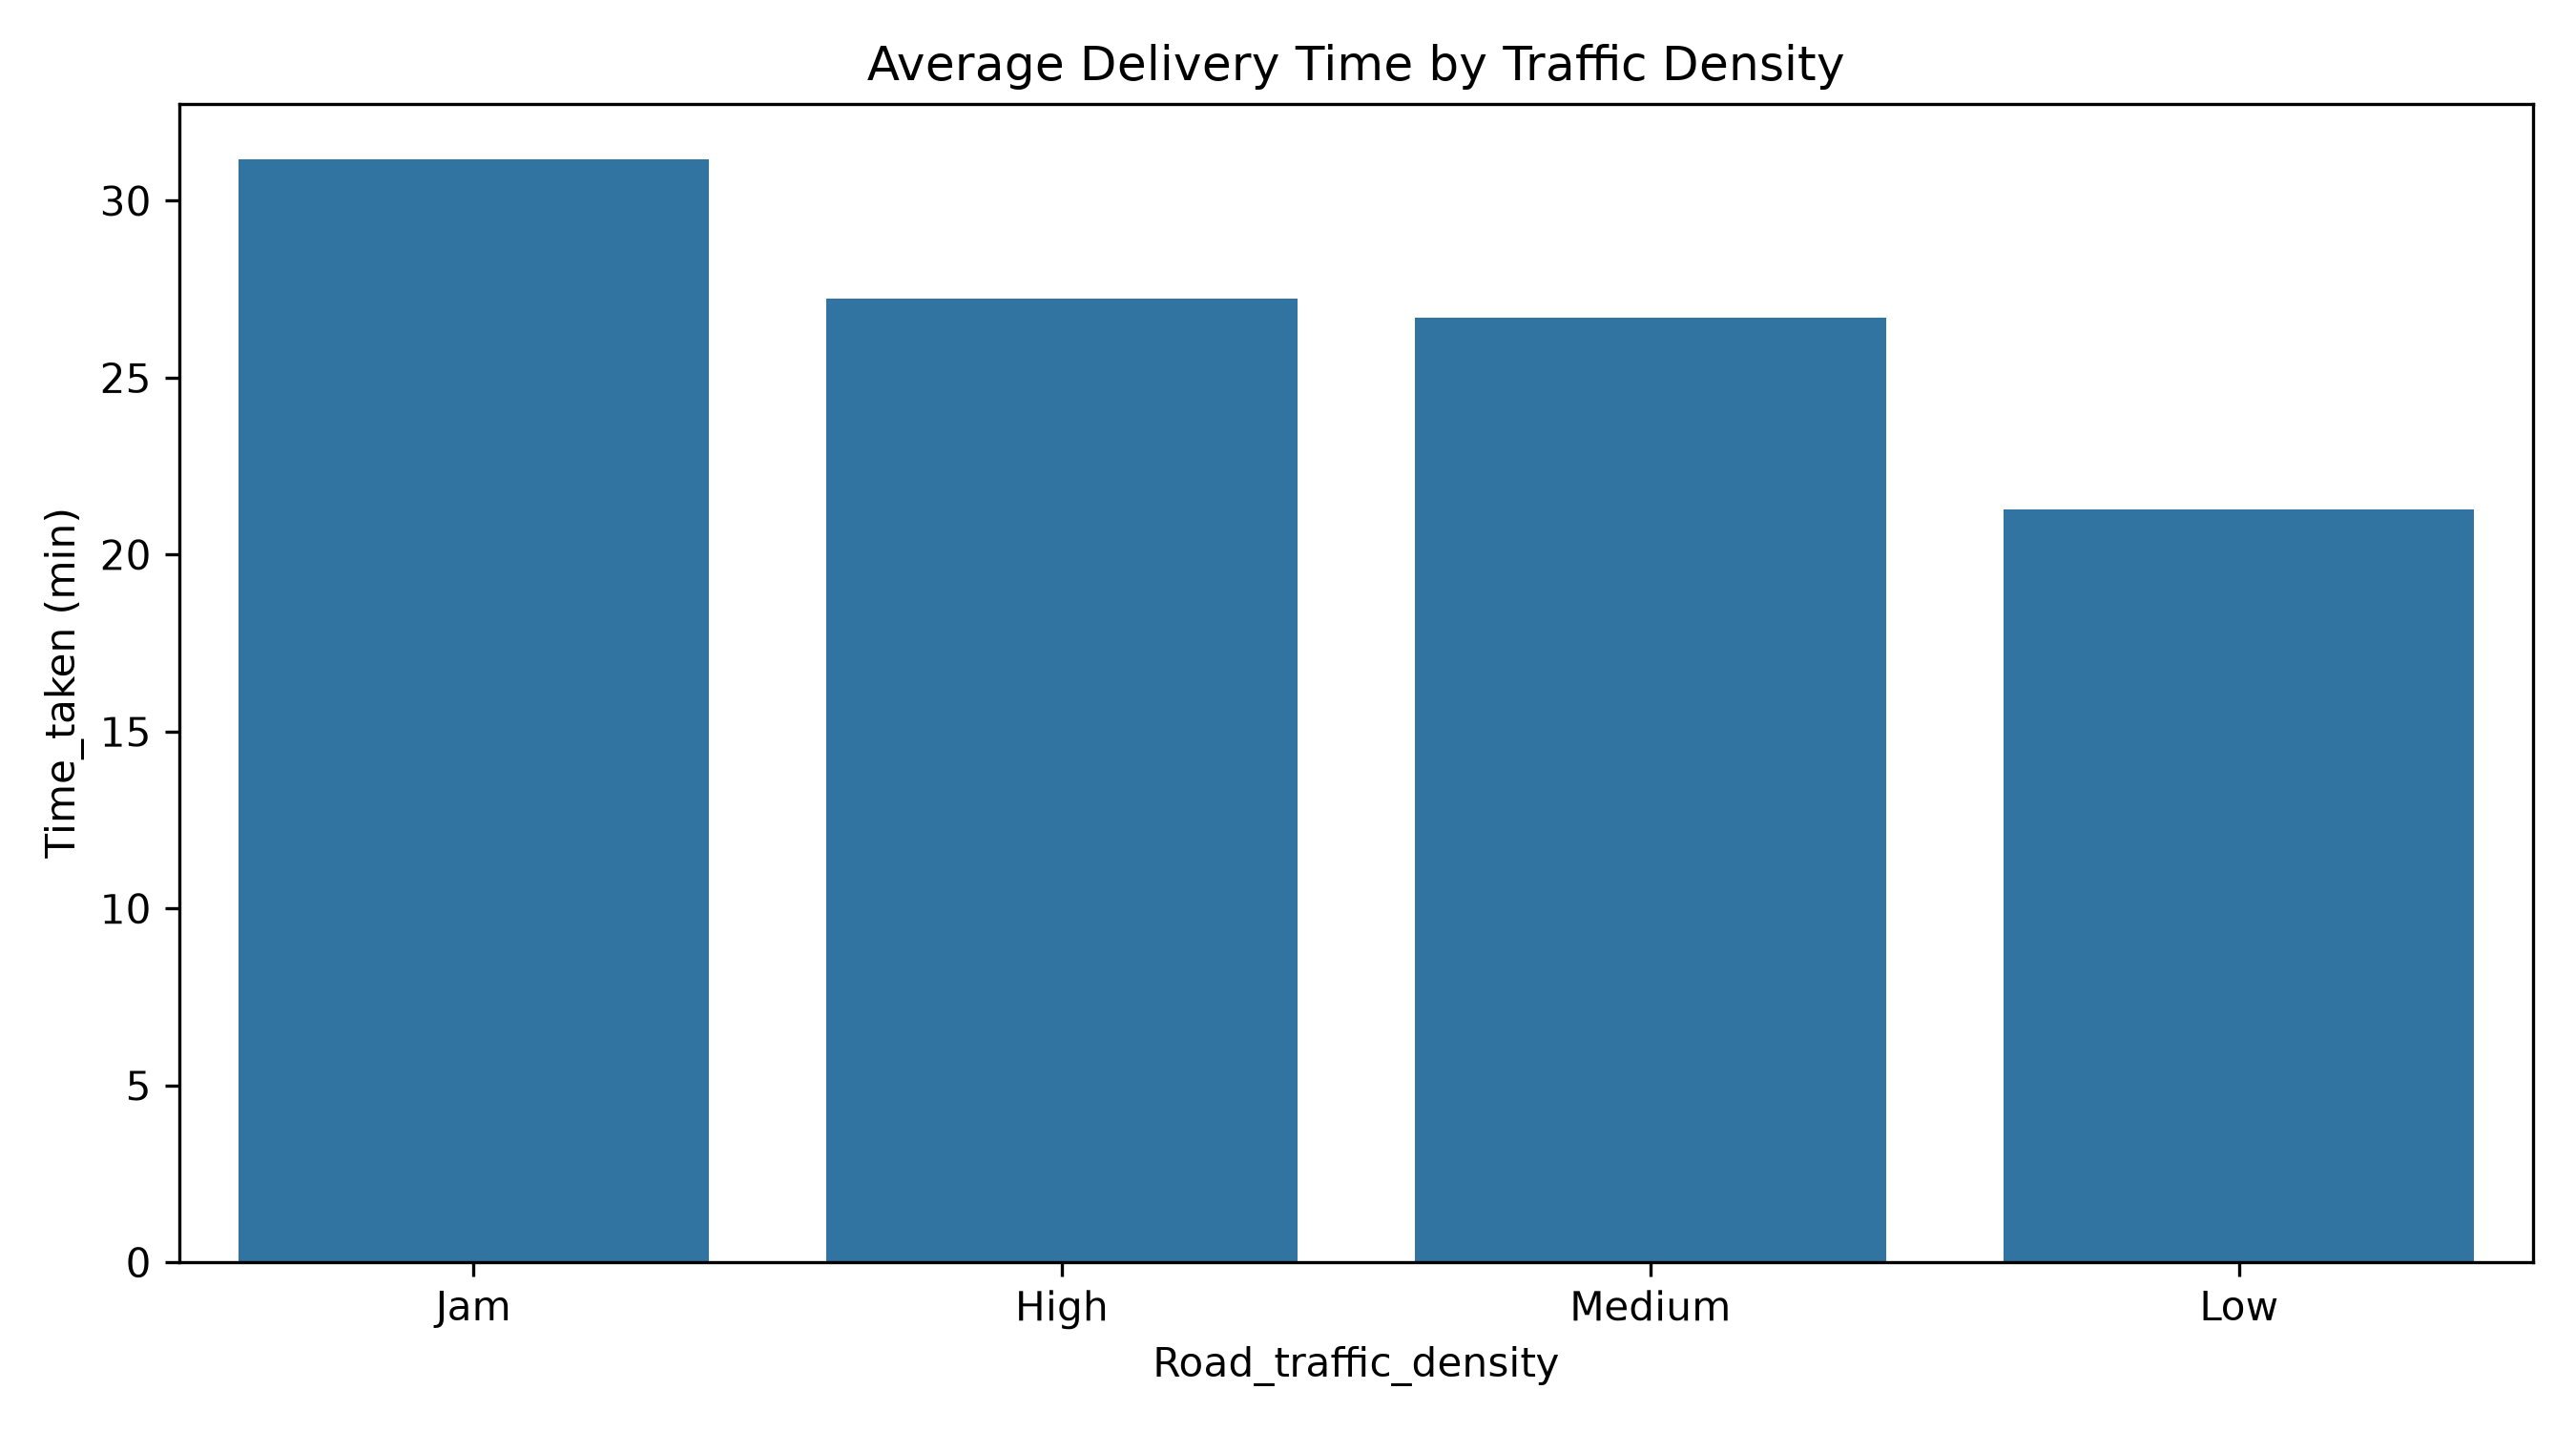 Average Delivery Time by Traffic Density
30
25
20
15
10
5
0
Time_taken (min)
Jam
High
Medium
Low
Road_traffic_density